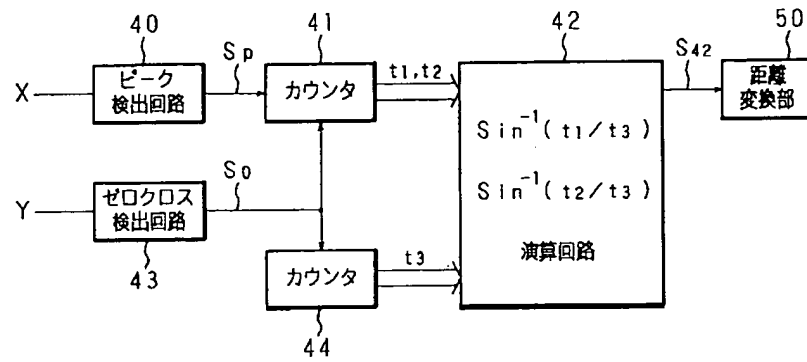 40
41
42
50
Sp
S42
X
ピーク
検出回路
カウンタ
t1,t2
距離
変換部
Sin⁻¹(t1/t3)
Sin⁻¹(t2/t3)
Y
ゼロクロス
検出回路
S0
43
カウンタ
t3
演算回路
44